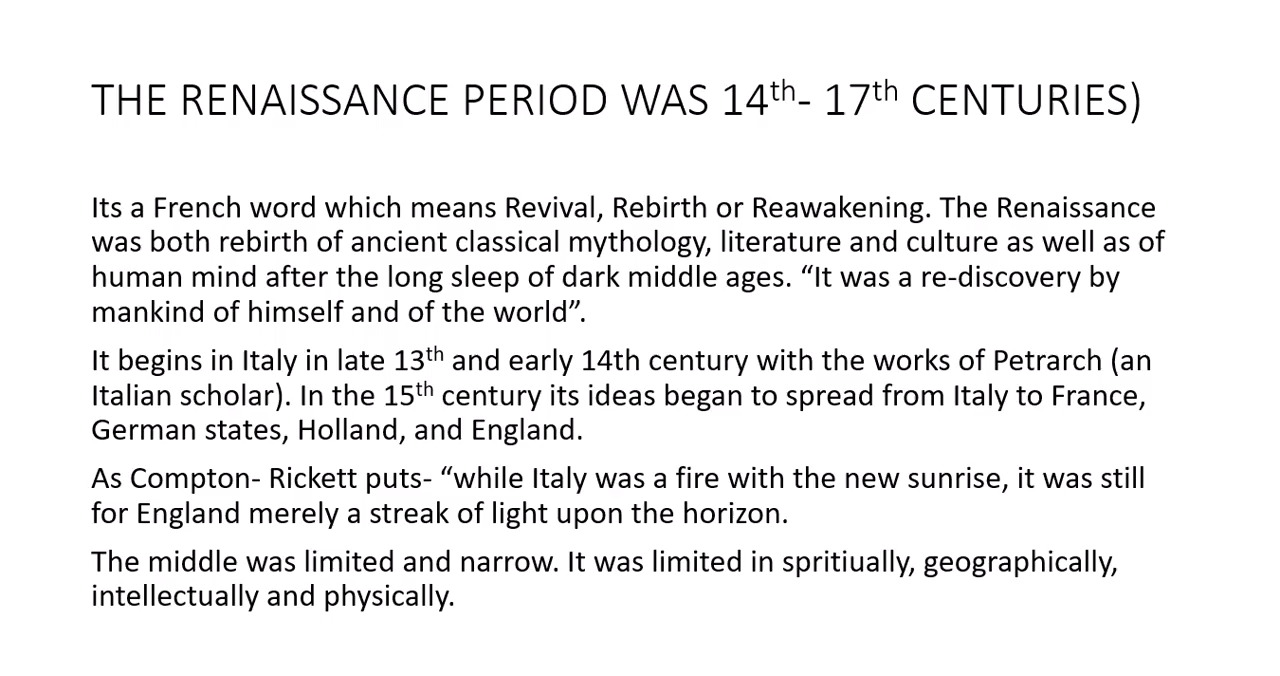 THE RENAISSANCE PERIOD WAS 14th- 17th CENTURIES)
Its a French word which means Revival, Rebirth or Reawakening. The Renaissance
was both rebirth of ancient classical mythology, literature and culture as well as of
human mind after the long sleep of dark middle ages. “It was a re-discovery by
mankind of himself and of the world”.
It begins in Italy in late 13th and early 14th century with the works of Petrarch (an
Italian scholar). In the 15th century its ideas began to spread from Italy to France,
German states, Holland, and England.
As Compton- Rickett puts- “while Italy was a fire with the new sunrise, it was still
for England merely a streak of light upon the horizon.
The middle was limited and narrow. It was limited in spritiually, geographically,
intellectually and physically.